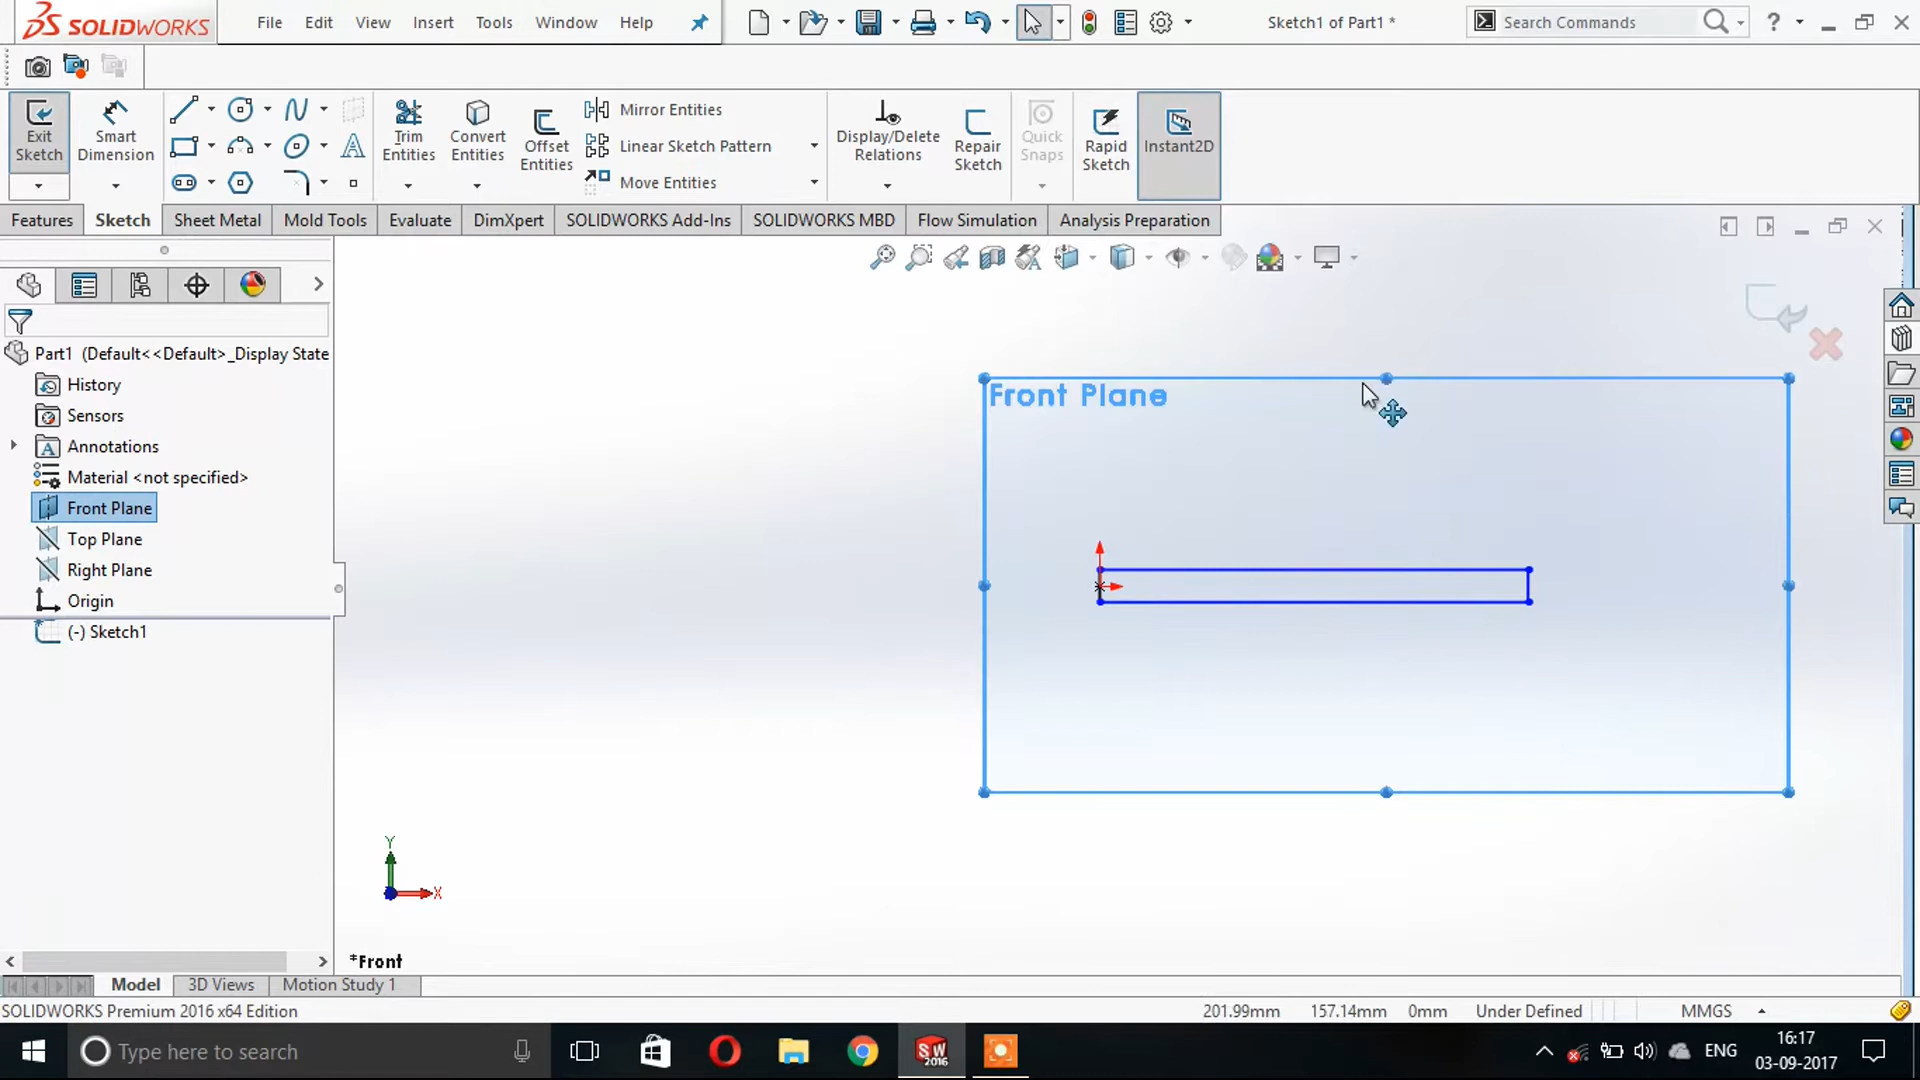 SOLIDWORKS File Edit View Insert Tools Window Help Sketch1 of Part1 * Search Commands ?
Exit Sketch
Smart Dimension
Trim Entities
Convert Entities
Offset Entities
Mirror Entities
Linear Sketch Pattern
Move Entities
Display/Delete Relations
Repair Sketch
Quick Snaps
Rapid Sketch
Instant2D
Features Sketch Sheet Metal Mold Tools Evaluate DimXpert SOLIDWORKS Add-Ins SOLIDWORKS MBD Flow Simulation Analysis Preparation
Part1 (Default<<Default>_Display State
History
Sensors
Annotations
Material <not specified>
Front Plane
Top Plane
Right Plane
Origin
(-) Sketch1
Front Plane
Y
X
*Front
Model 3D Views Motion Study 1
SOLIDWORKS Premium 2016 x64 Edition 201.99mm 157.14mm 0mm Under Defined MMGS
Type here to search SW 2016 ENG 16:17
03-09-2017